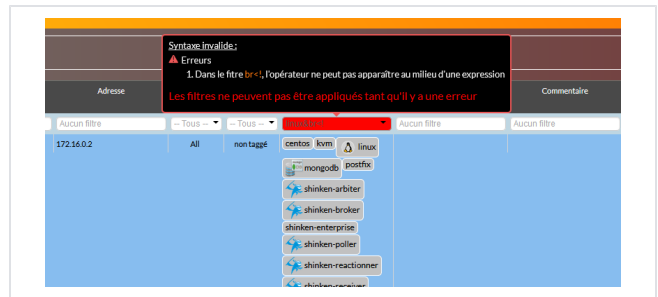 Syntaxe invalide :
Erreurs
1. Dans le fitre br<!, l'opérateur ne peut pas apparaître au milieu d'une expression
Les filtres ne peuvent pas être appliqués tant qu'il y a une erreur
Adresse
Commentaire
Aucun filtre
-- Tous --
-- Tous --
Aucun filtre
Aucun filtre
172.16.0.2
All
non taggé
centos
kvm
linux
mongodb
postfix
shinken-arbiter
shinken-broker
shinken-enterprise
shinken-poller
shinken-reactionner
shinken-receiver